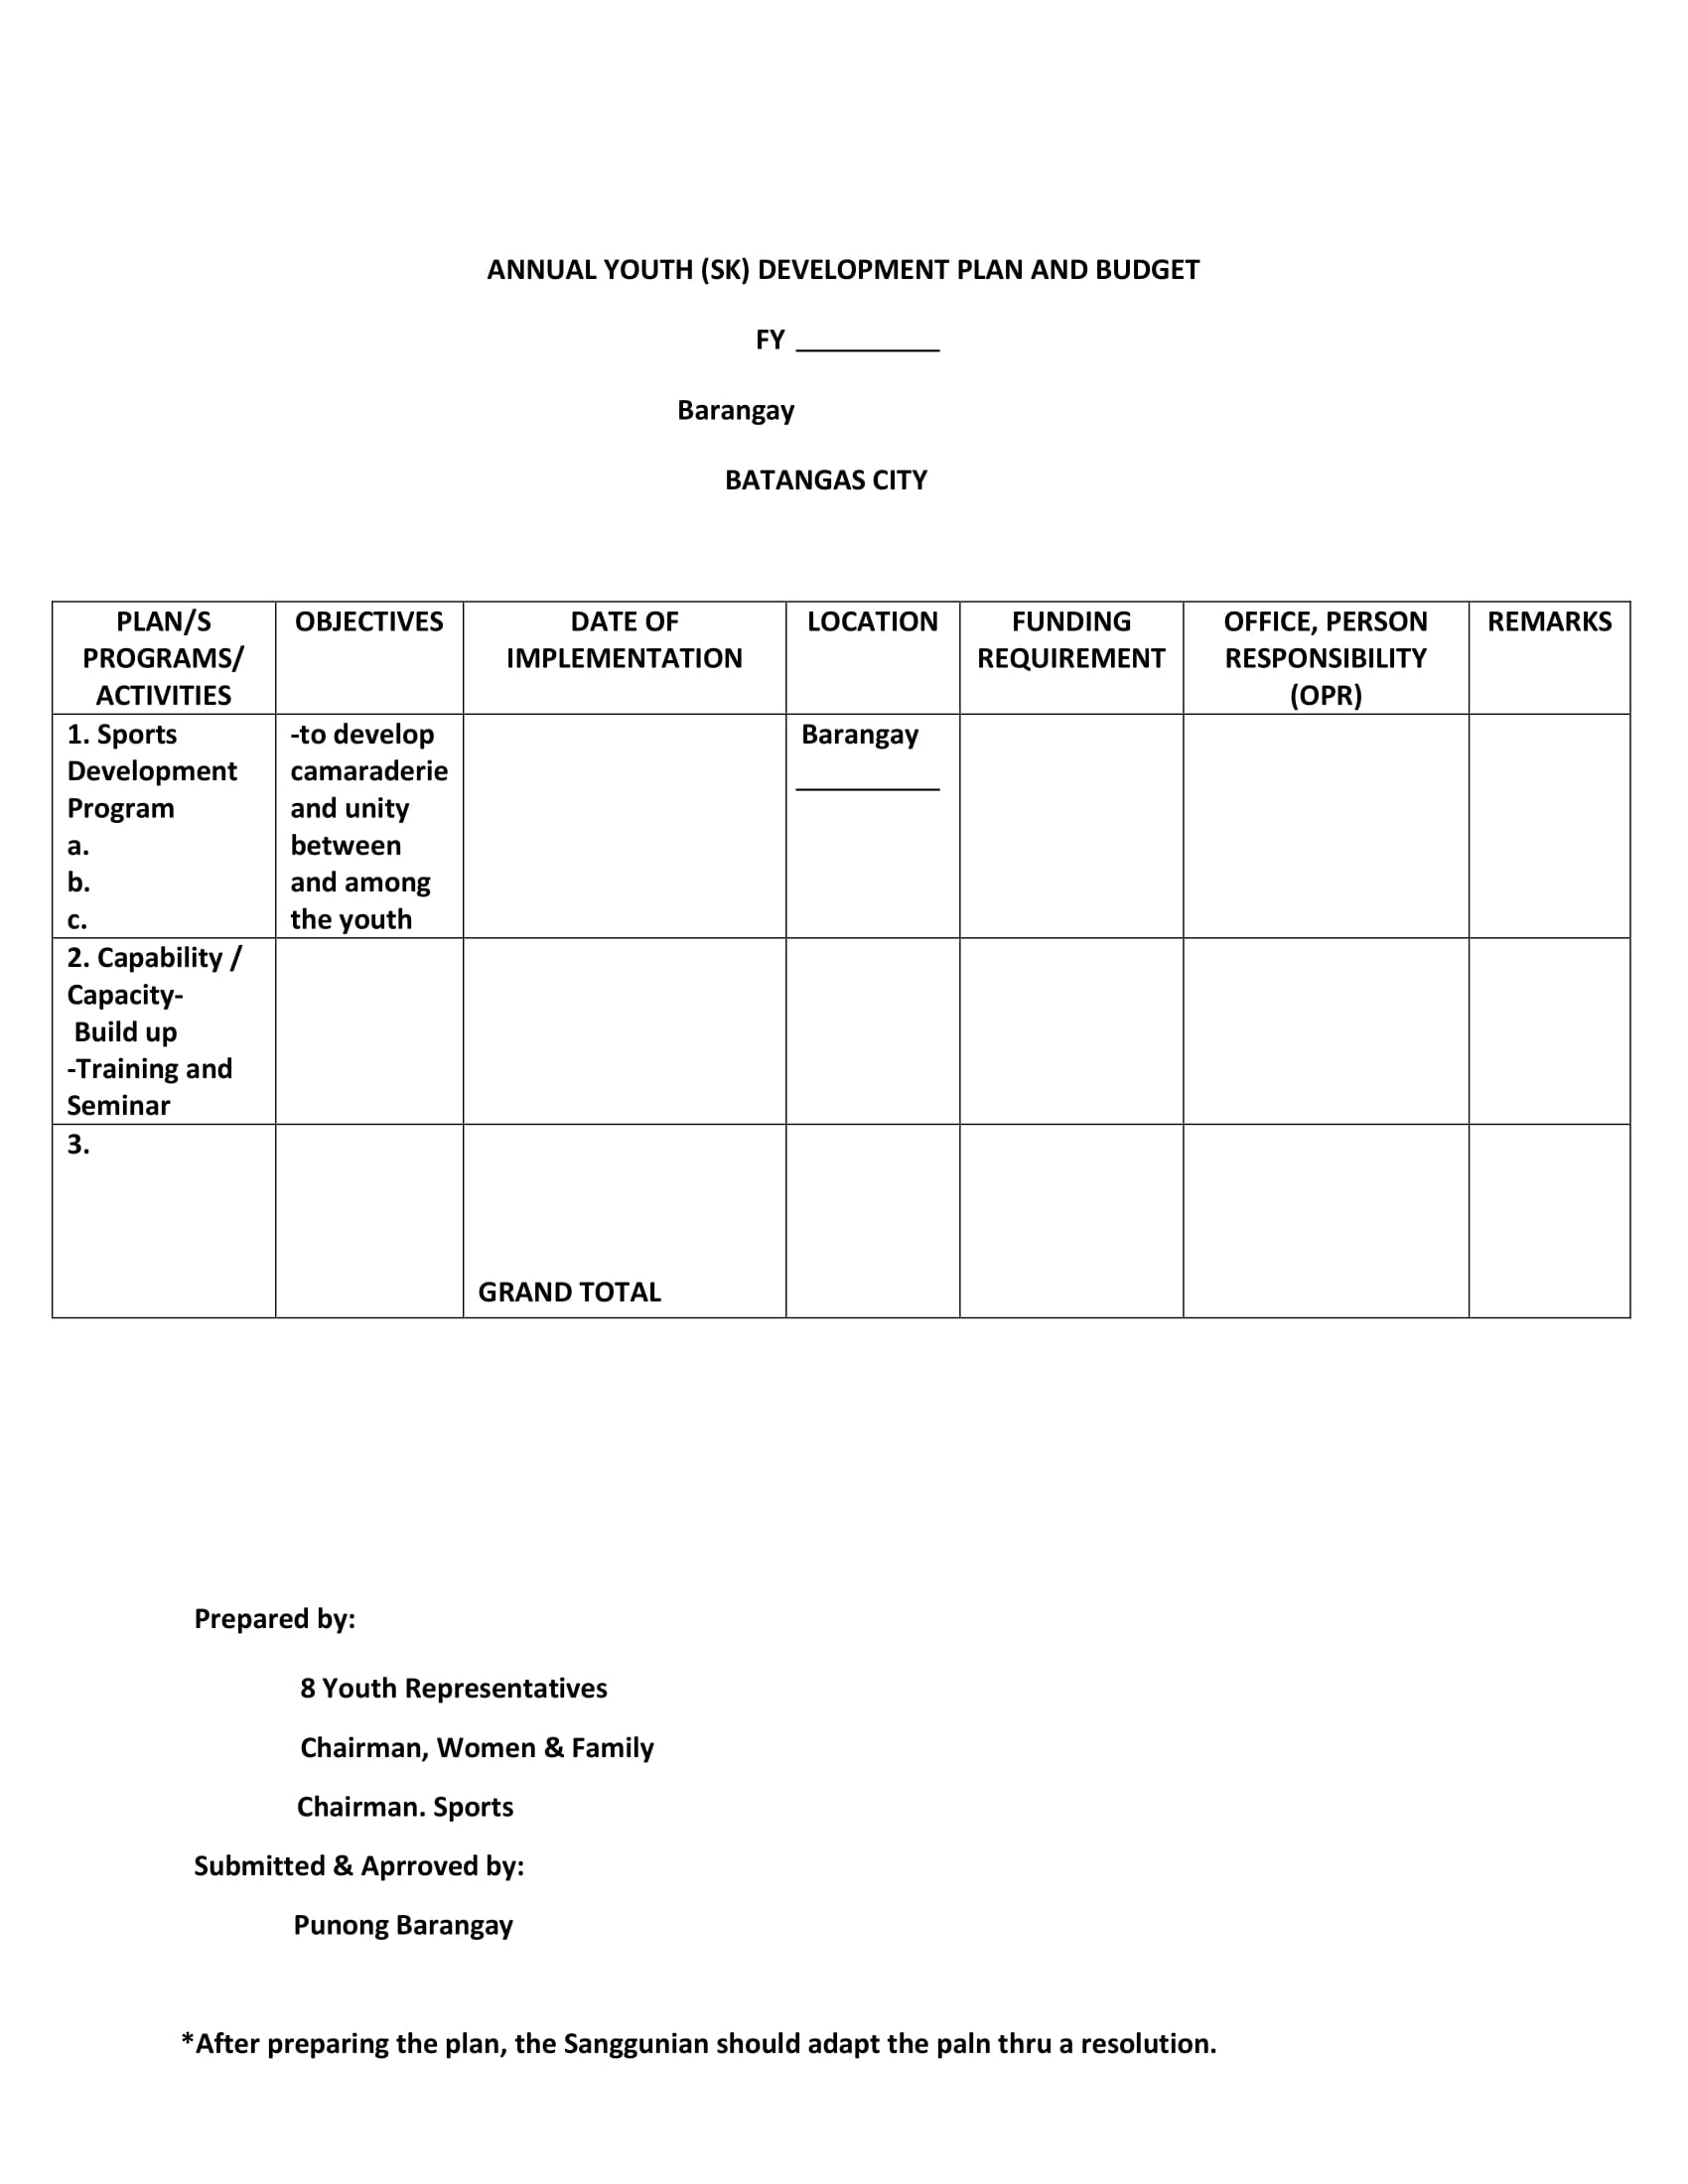 ANNUAL YOUTH (SK) DEVELOPMENT PLAN AND BUDGET
FY __________
Barangay
BATANGAS CITY
PLAN/S
PROGRAMS/
ACTIVITIES
OBJECTIVES
DATE OF
IMPLEMENTATION
LOCATION
FUNDING
REQUIREMENT
OFFICE, PERSON
RESPONSIBILITY
(OPR)
REMARKS
1. Sports
Development
Program
a.
b.
c.
-to develop
camaraderie
and unity
between
and among
the youth
Barangay
__________
2. Capability /
Capacity-
Build up
-Training and
Seminar
3.
GRAND TOTAL
Prepared by:
8 Youth Representatives
Chairman, Women & Family
Chairman. Sports
Submitted & Aprroved by:
Punong Barangay
*After preparing the plan, the Sanggunian should adapt the paln thru a resolution.